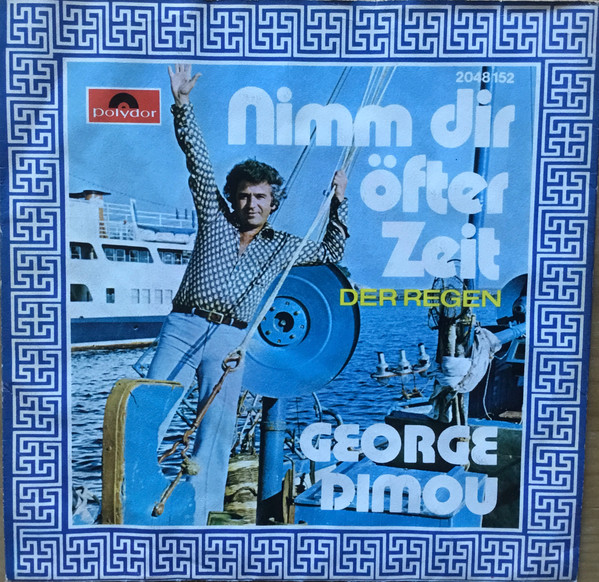 polydor
2048 152
Nimm dir
öfter
Zeit
DER REGEN
GEORGE
DIMOU